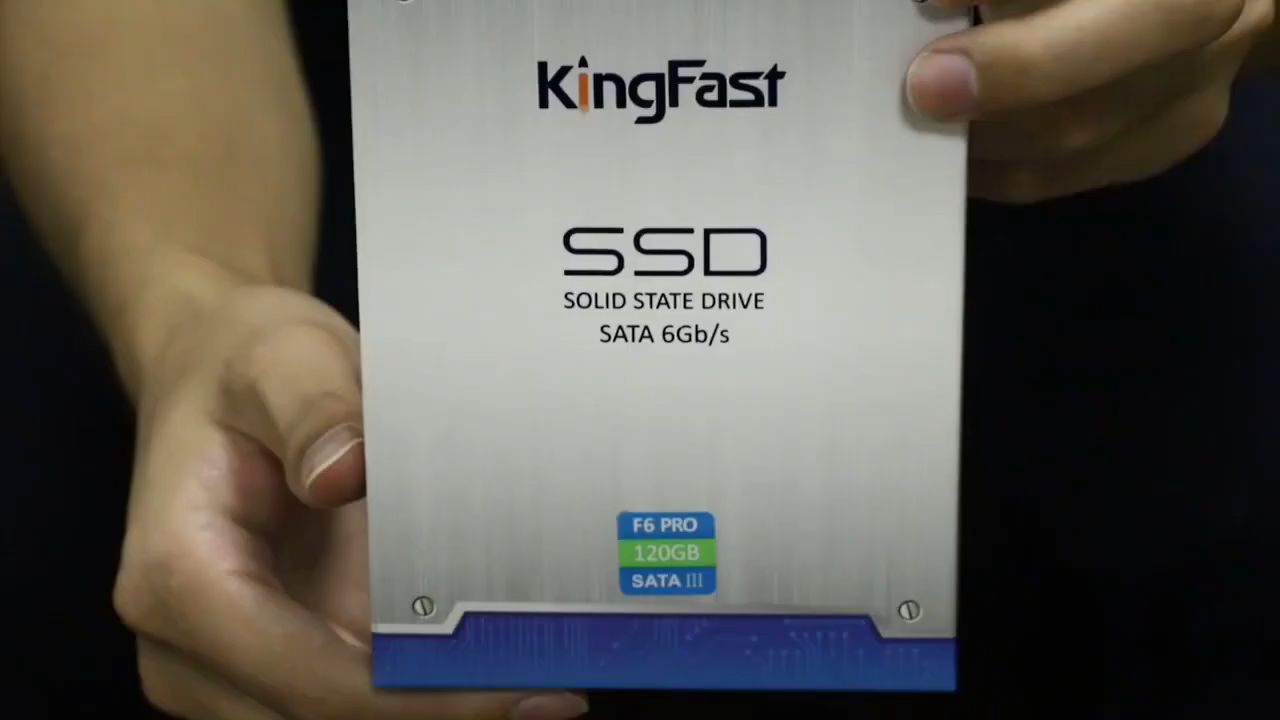 KingFast
SSD
SOLID STATE DRIVE
SATA 6Gb/s
F6 PRO
120GB
SATA III